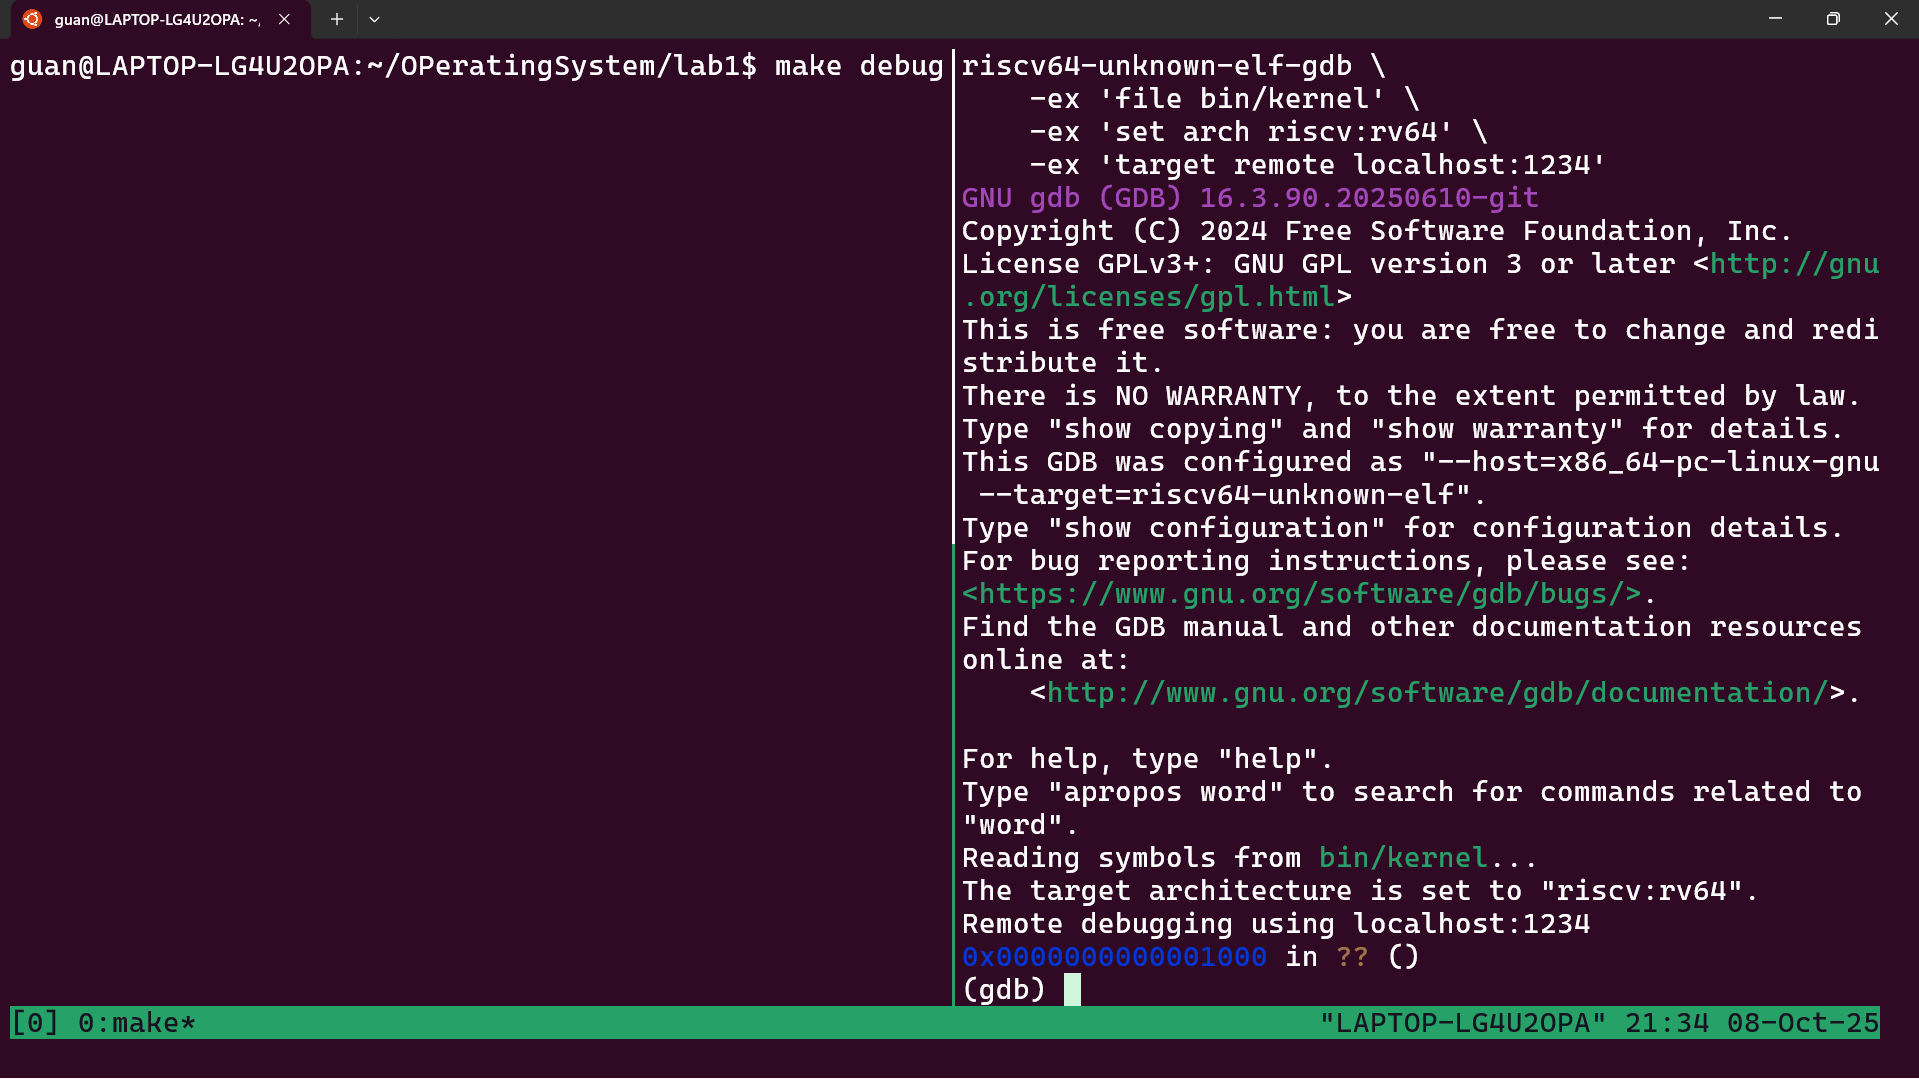 guan@LAPTOP-LG4U2OPA: ~,
guan@LAPTOP-LG4U2OPA:~/OPeratingSystem/lab1$ make debug
riscv64-unknown-elf-gdb \
    -ex 'file bin/kernel' \
    -ex 'set arch riscv:rv64' \
    -ex 'target remote localhost:1234'
GNU gdb (GDB) 16.3.90.20250610-git
Copyright (C) 2024 Free Software Foundation, Inc.
License GPLv3+: GNU GPL version 3 or later <http://gnu
.org/licenses/gpl.html>
This is free software: you are free to change and redi
stribute it.
There is NO WARRANTY, to the extent permitted by law.
Type "show copying" and "show warranty" for details.
This GDB was configured as "--host=x86_64-pc-linux-gnu
 --target=riscv64-unknown-elf".
Type "show configuration" for configuration details.
For bug reporting instructions, please see:
<https://www.gnu.org/software/gdb/bugs/>.
Find the GDB manual and other documentation resources
online at:
    <http://www.gnu.org/software/gdb/documentation/>.
For help, type "help".
Type "apropos word" to search for commands related to
"word".
Reading symbols from bin/kernel...
The target architecture is set to "riscv:rv64".
Remote debugging using localhost:1234
0x0000000000001000 in ?? ()
(gdb)
[0] 0:make* "LAPTOP-LG4U2OPA" 21:34 08-Oct-25